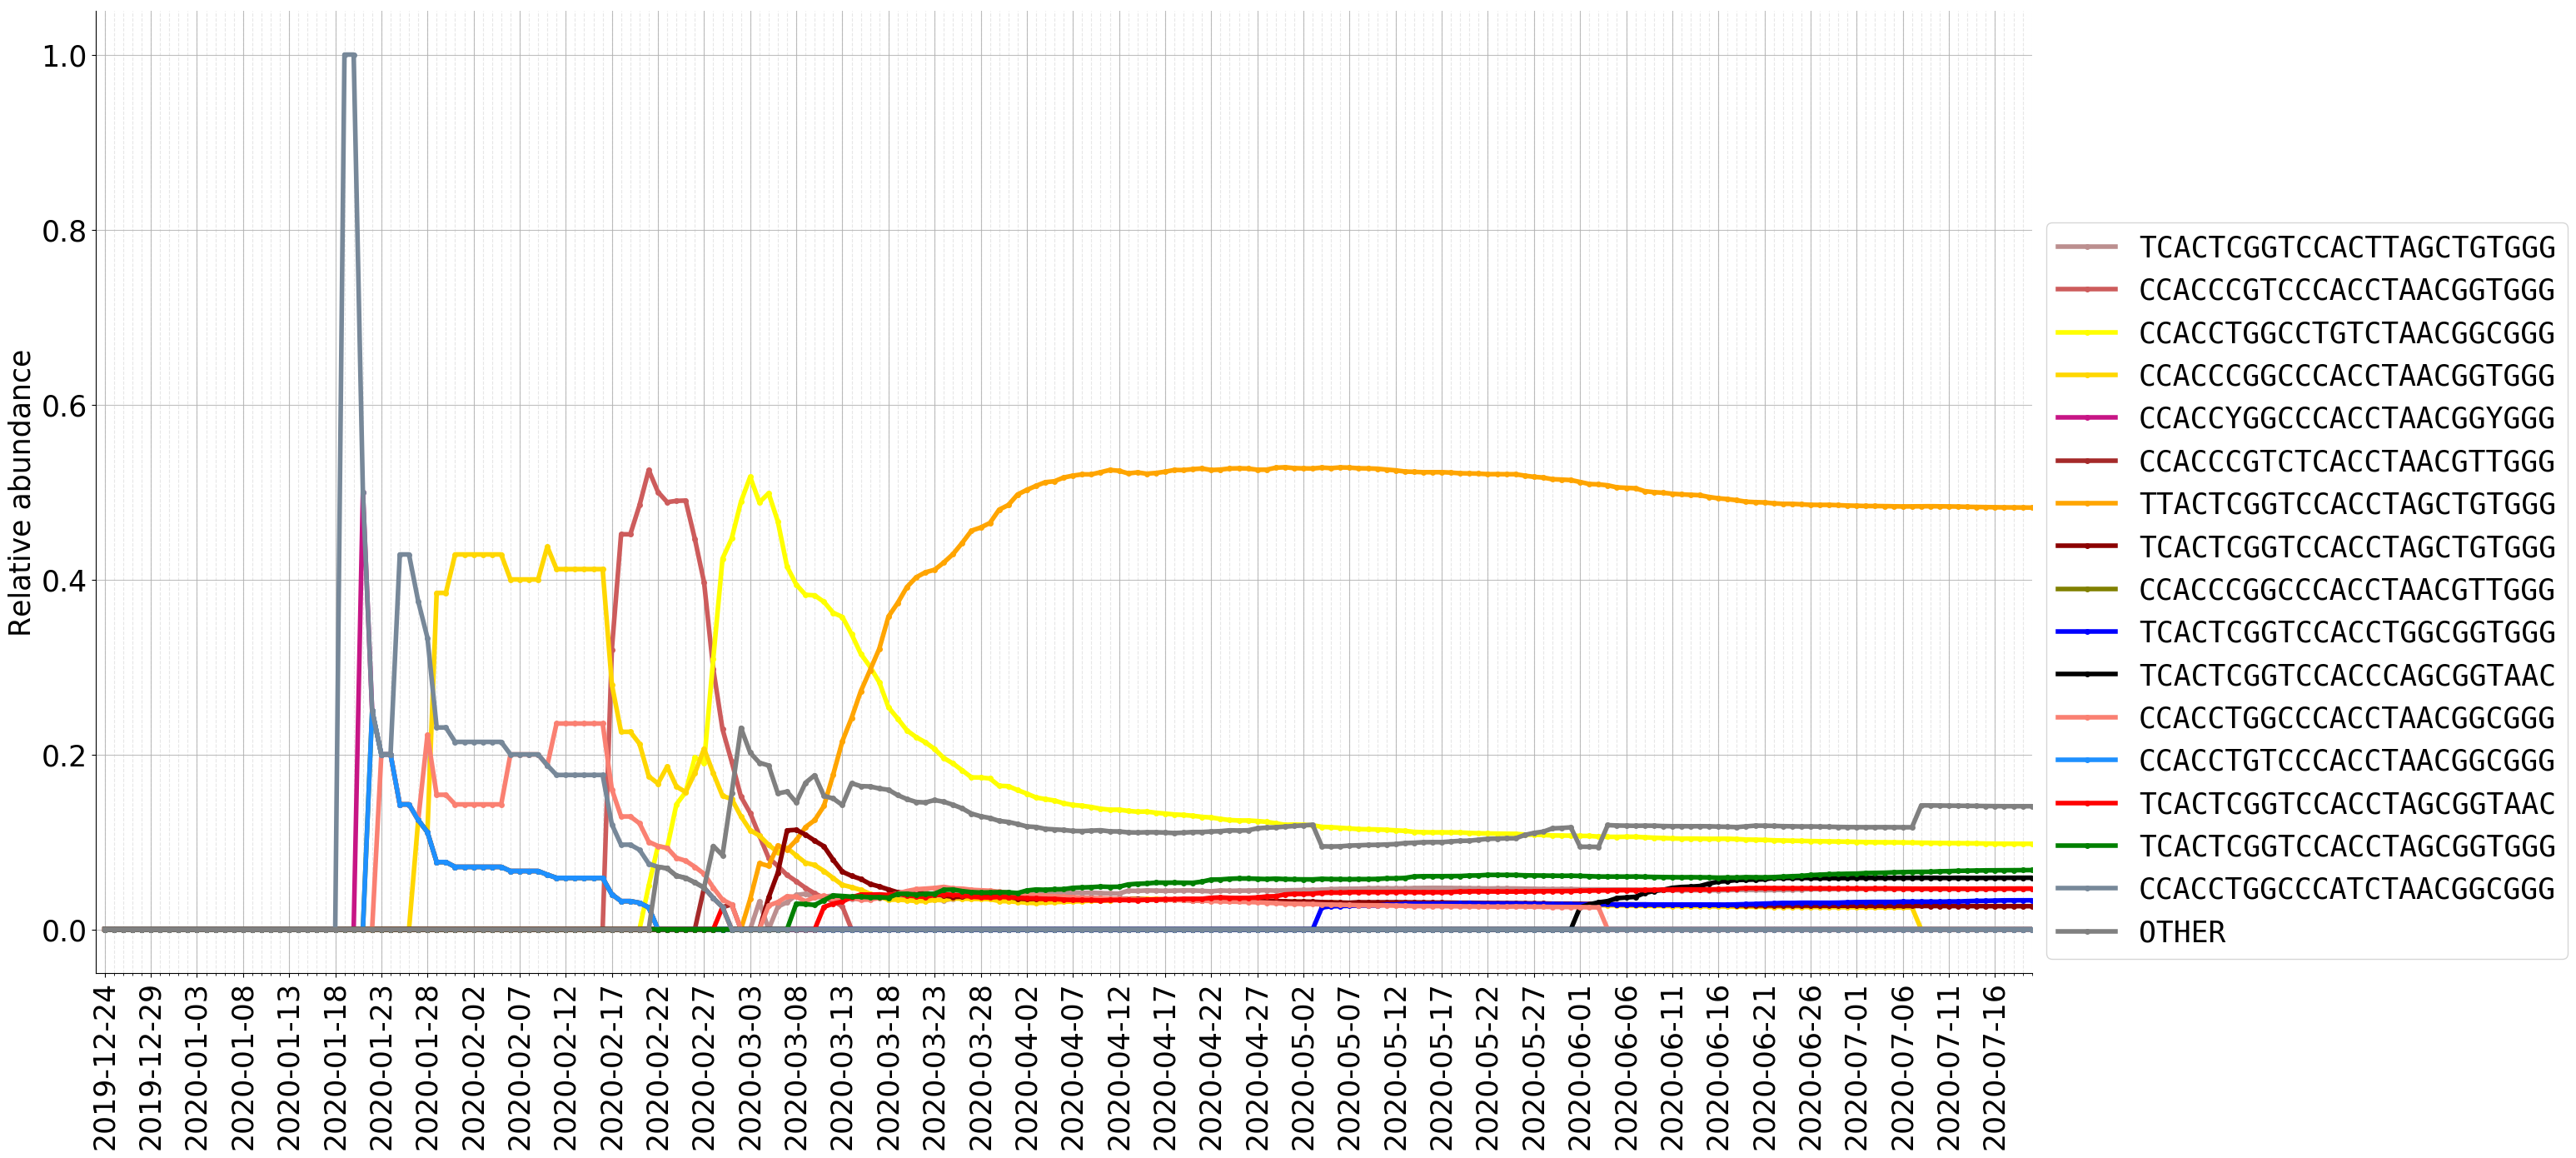 Relative abundance
1.0
0.8
0.6
0.4
0.2
0.0
2019-12-24
2019-12-29
2020-01-03
2020-01-08
2020-01-13
2020-01-18
2020-01-23
2020-01-28
2020-02-02
2020-02-07
2020-02-12
2020-02-17
2020-02-22
2020-02-27
2020-03-03
2020-03-08
2020-03-13
2020-03-18
2020-03-23
2020-03-28
2020-04-02
2020-04-07
2020-04-12
2020-04-17
2020-04-22
2020-04-27
2020-05-02
2020-05-07
2020-05-12
2020-05-17
2020-05-22
2020-05-27
2020-06-01
2020-06-06
2020-06-11
2020-06-16
2020-06-21
2020-06-26
2020-07-01
2020-07-06
2020-07-11
2020-07-16
TCACTCGGTCCACTTAGCTGTGGG
CCACCCGTCCCACCTAACGGTGGG
CCACCTGGCCTGTCTAACGGCGGG
CCACCCGGCCCACCTAACGGTGGG
CCACCYGGCCCACCTAACGGYGGG
CCACCCGTCTCACCTAACGTTGGG
TTACTCGGTCCACCTAGCTGTGGG
TCACTCGGTCCACCTAGCTGTGGG
CCACCCGGCCCACCTAACGTTGGG
TCACTCGGTCCACCTGGCGGTGGG
TCACTCGGTCCACCCAGCGGTAAC
CCACCTGGCCCACCTAACGGCGGG
CCACCTGTCCCACCTAACGGCGGG
TCACTCGGTCCACCTAGCGGTAAC
TCACTCGGTCCACCTAGCGGTGGG
CCACCTGGCCCATCTAACGGCGGG
OTHER